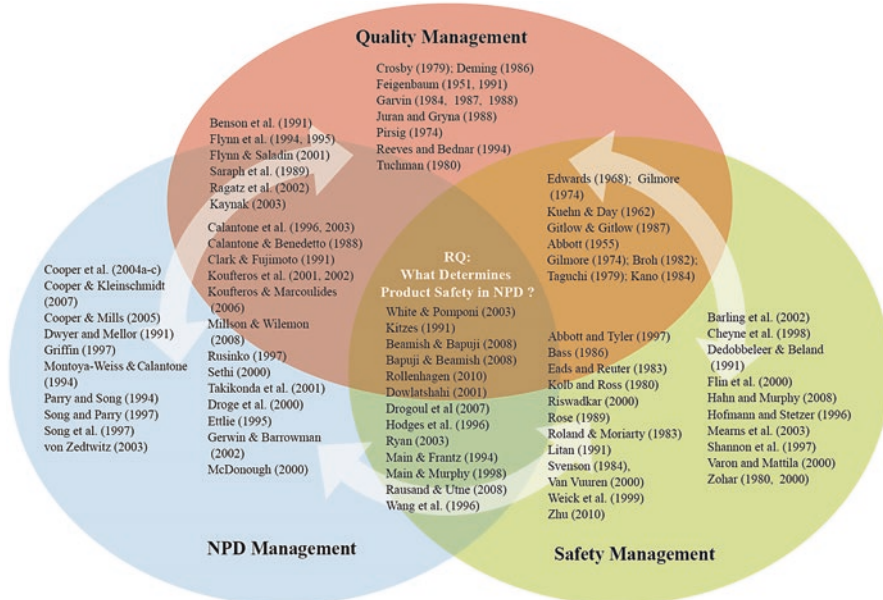 Quality Management
Crosby (1979); Deming (1986)
Feigenbaum (1951, 1991)
Garvin (1984, 1987, 1988)
Juran and Gryna (1988)
Pirsig (1974)
Reeves and Bednar (1994)
Tuchman (1980)
Benson et al. (1991)
Flynn et al. (1994, 1995)
Flynn & Saladin (2001)
Saraph et al. (1989)
Ragatz et al. (2002)
Kaynak (2003)
Calantone et al. (1996, 2003)
Calantone & Benedetto (1988)
Clark & Fujimoto (1991)
Koufteros et al. (2001, 2002)
Koufteros & Marcoulides
(2006)
Millson & Wilemon
(2008)
Rusinko (1997)
Sethi (2000)
Takikonda et al. (2001)
Droge et al. (2000)
Ettlie (1995)
Gerwin & Barrowman
(2002)
McDonough (2000)
Edwards (1968); Gilmore
(1974)
Kuehn & Day (1962)
Gitlow & Gitlow (1987)
Abbott (1955)
Gilmore (1974); Broh (1982);
Taguchi (1979); Kano (1984)
Cooper et al. (2004a-c)
Cooper & Kleinschmidt
(2007)
Cooper & Mills (2005)
Dwyer and Mellor (1991)
Griffin (1997)
Montoya-Weiss & Calantone
(1994)
Parry and Song (1994)
Song and Parry (1997)
Song et al. (1997)
von Zedtwitz (2003)
RQ:
What Determines
Product Safety in NPD ?
White & Pomponi (2003)
Kitzes (1991)
Beamish & Bapuji (2008)
Bapuji & Beamish (2008)
Rollenhagen (2010)
Dowlatshahi (2001)
Drogoul et al (2007)
Hodges et al. (1996)
Ryan (2003)
Main & Frantz (1994)
Main & Murphy (1998)
Rausand & Utne (2008)
Wang et al. (1996)
Abbott and Tyler (1997)
Bass (1986)
Eads and Reuter (1983)
Kolb and Ross (1980)
Riswadkar (2000)
Rose (1989)
Roland & Moriarty (1983)
Litan (1991)
Svenson (1984),
Van Vuuren (2000)
Weick et al. (1999)
Zhu (2010)
Barling et al. (2002)
Cheyne et al. (1998)
Dedobbeleer & Beland
(1991)
Flin et al. (2000)
Hahn and Murphy (2008)
Hofmann and Stetzer (1996)
Mearns et al. (2003)
Shannon et al. (1997)
Varon and Mattila (2000)
Zohar (1980, 2000)
NPD Management
Safety Management